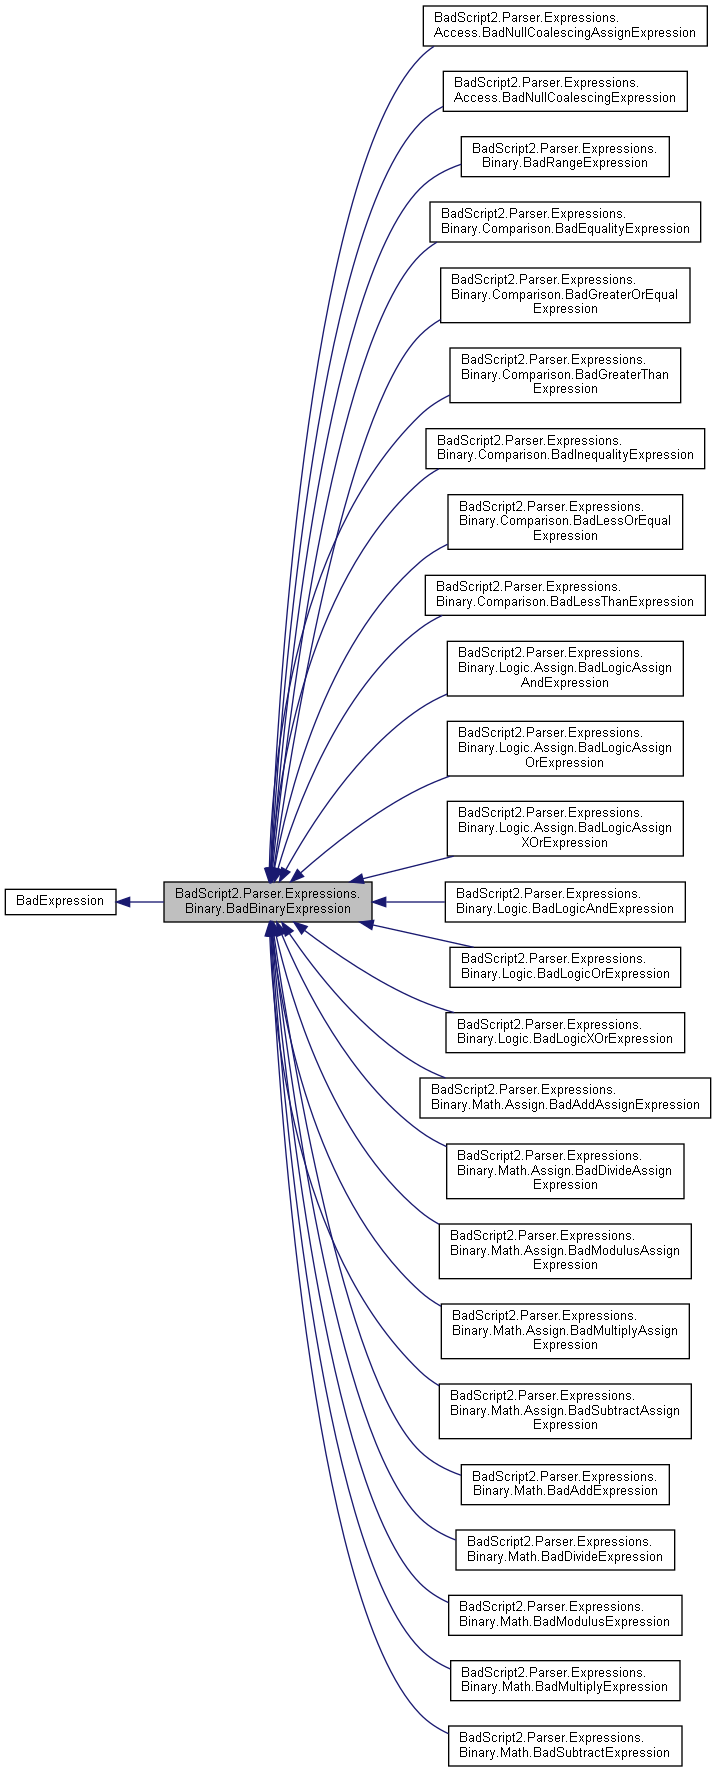 BadScript2.Parser.Expressions.
Access.BadNullCoalescingAssignExpression
BadScript2.Parser.Expressions.
Access.BadNullCoalescingExpression
BadScript2.Parser.Expressions.
Binary.BadRangeExpression
BadScript2.Parser.Expressions.
Binary.Comparison.BadEqualityExpression
BadScript2.Parser.Expressions.
Binary.Comparison.BadGreaterOrEqual
Expression
BadScript2.Parser.Expressions.
Binary.Comparison.BadGreaterThan
Expression
BadScript2.Parser.Expressions.
Binary.Comparison.BadInequalityExpression
BadScript2.Parser.Expressions.
Binary.Comparison.BadLessOrEqual
Expression
BadScript2.Parser.Expressions.
Binary.Comparison.BadLessThanExpression
BadScript2.Parser.Expressions.
Binary.Logic.Assign.BadLogicAssign
AndExpression
BadScript2.Parser.Expressions.
Binary.Logic.Assign.BadLogicAssign
OrExpression
BadScript2.Parser.Expressions.
Binary.Logic.Assign.BadLogicAssign
XOrExpression
BadExpression
BadScript2.Parser.Expressions.
Binary.BadBinaryExpression
BadScript2.Parser.Expressions.
Binary.Logic.BadLogicAndExpression
BadScript2.Parser.Expressions.
Binary.Logic.BadLogicOrExpression
BadScript2.Parser.Expressions.
Binary.Logic.BadLogicXOrExpression
BadScript2.Parser.Expressions.
Binary.Math.Assign.BadAddAssignExpression
BadScript2.Parser.Expressions.
Binary.Math.Assign.BadDivideAssign
Expression
BadScript2.Parser.Expressions.
Binary.Math.Assign.BadModulusAssign
Expression
BadScript2.Parser.Expressions.
Binary.Math.Assign.BadMultiplyAssign
Expression
BadScript2.Parser.Expressions.
Binary.Math.Assign.BadSubtractAssign
Expression
BadScript2.Parser.Expressions.
Binary.Math.BadAddExpression
BadScript2.Parser.Expressions.
Binary.Math.BadDivideExpression
BadScript2.Parser.Expressions.
Binary.Math.BadModulusExpression
BadScript2.Parser.Expressions.
Binary.Math.BadMultiplyExpression
BadScript2.Parser.Expressions.
Binary.Math.BadSubtractExpression